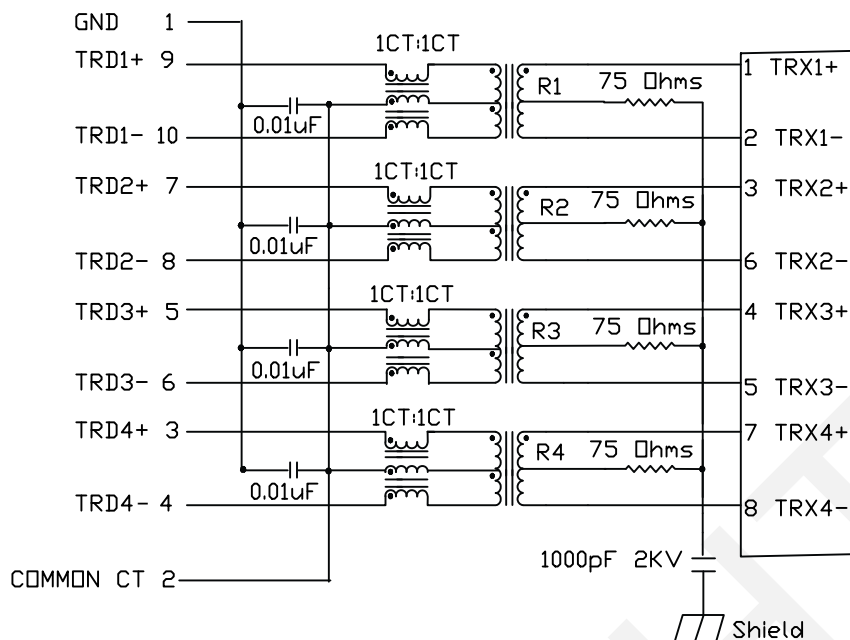 GND 1
1CT:1CT
TRD1+ 9
1 TRX1+
R1 75 Ohms
0.01uF
TRD1- 10
2 TRX1-
1CT:1CT
TRD2+ 7
3 TRX2+
R2 75 Ohms
0.01uF
TRD2- 8
6 TRX2-
1CT:1CT
TRD3+ 5
4 TRX3+
R3 75 Ohms
0.01uF
TRD3- 6
5 TRX3-
1CT:1CT
TRD4+ 3
7 TRX4+
R4 75 Ohms
0.01uF
TRD4- 4
8 TRX4-
1000pF 2KV
COMMON CT 2
Shield